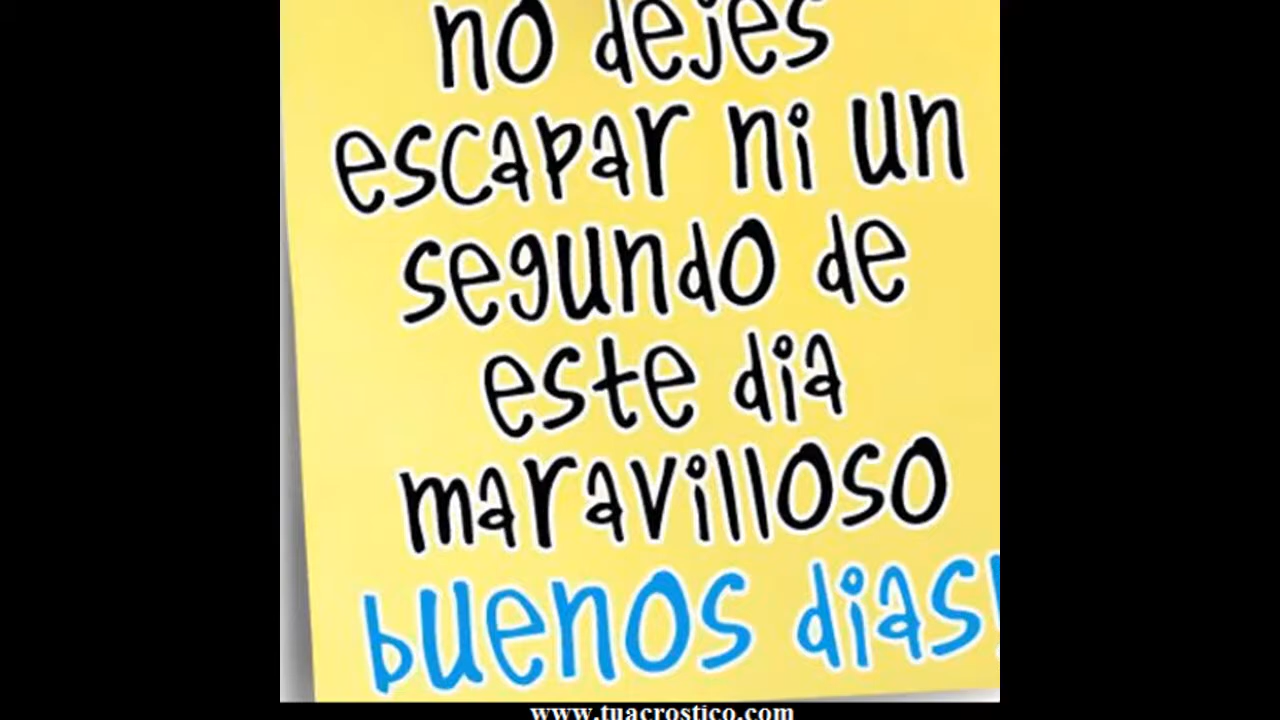 no dejes
escapar ni un
segundo de
este dia
maravilloso
buenos dias!
www.tuacrostico.com